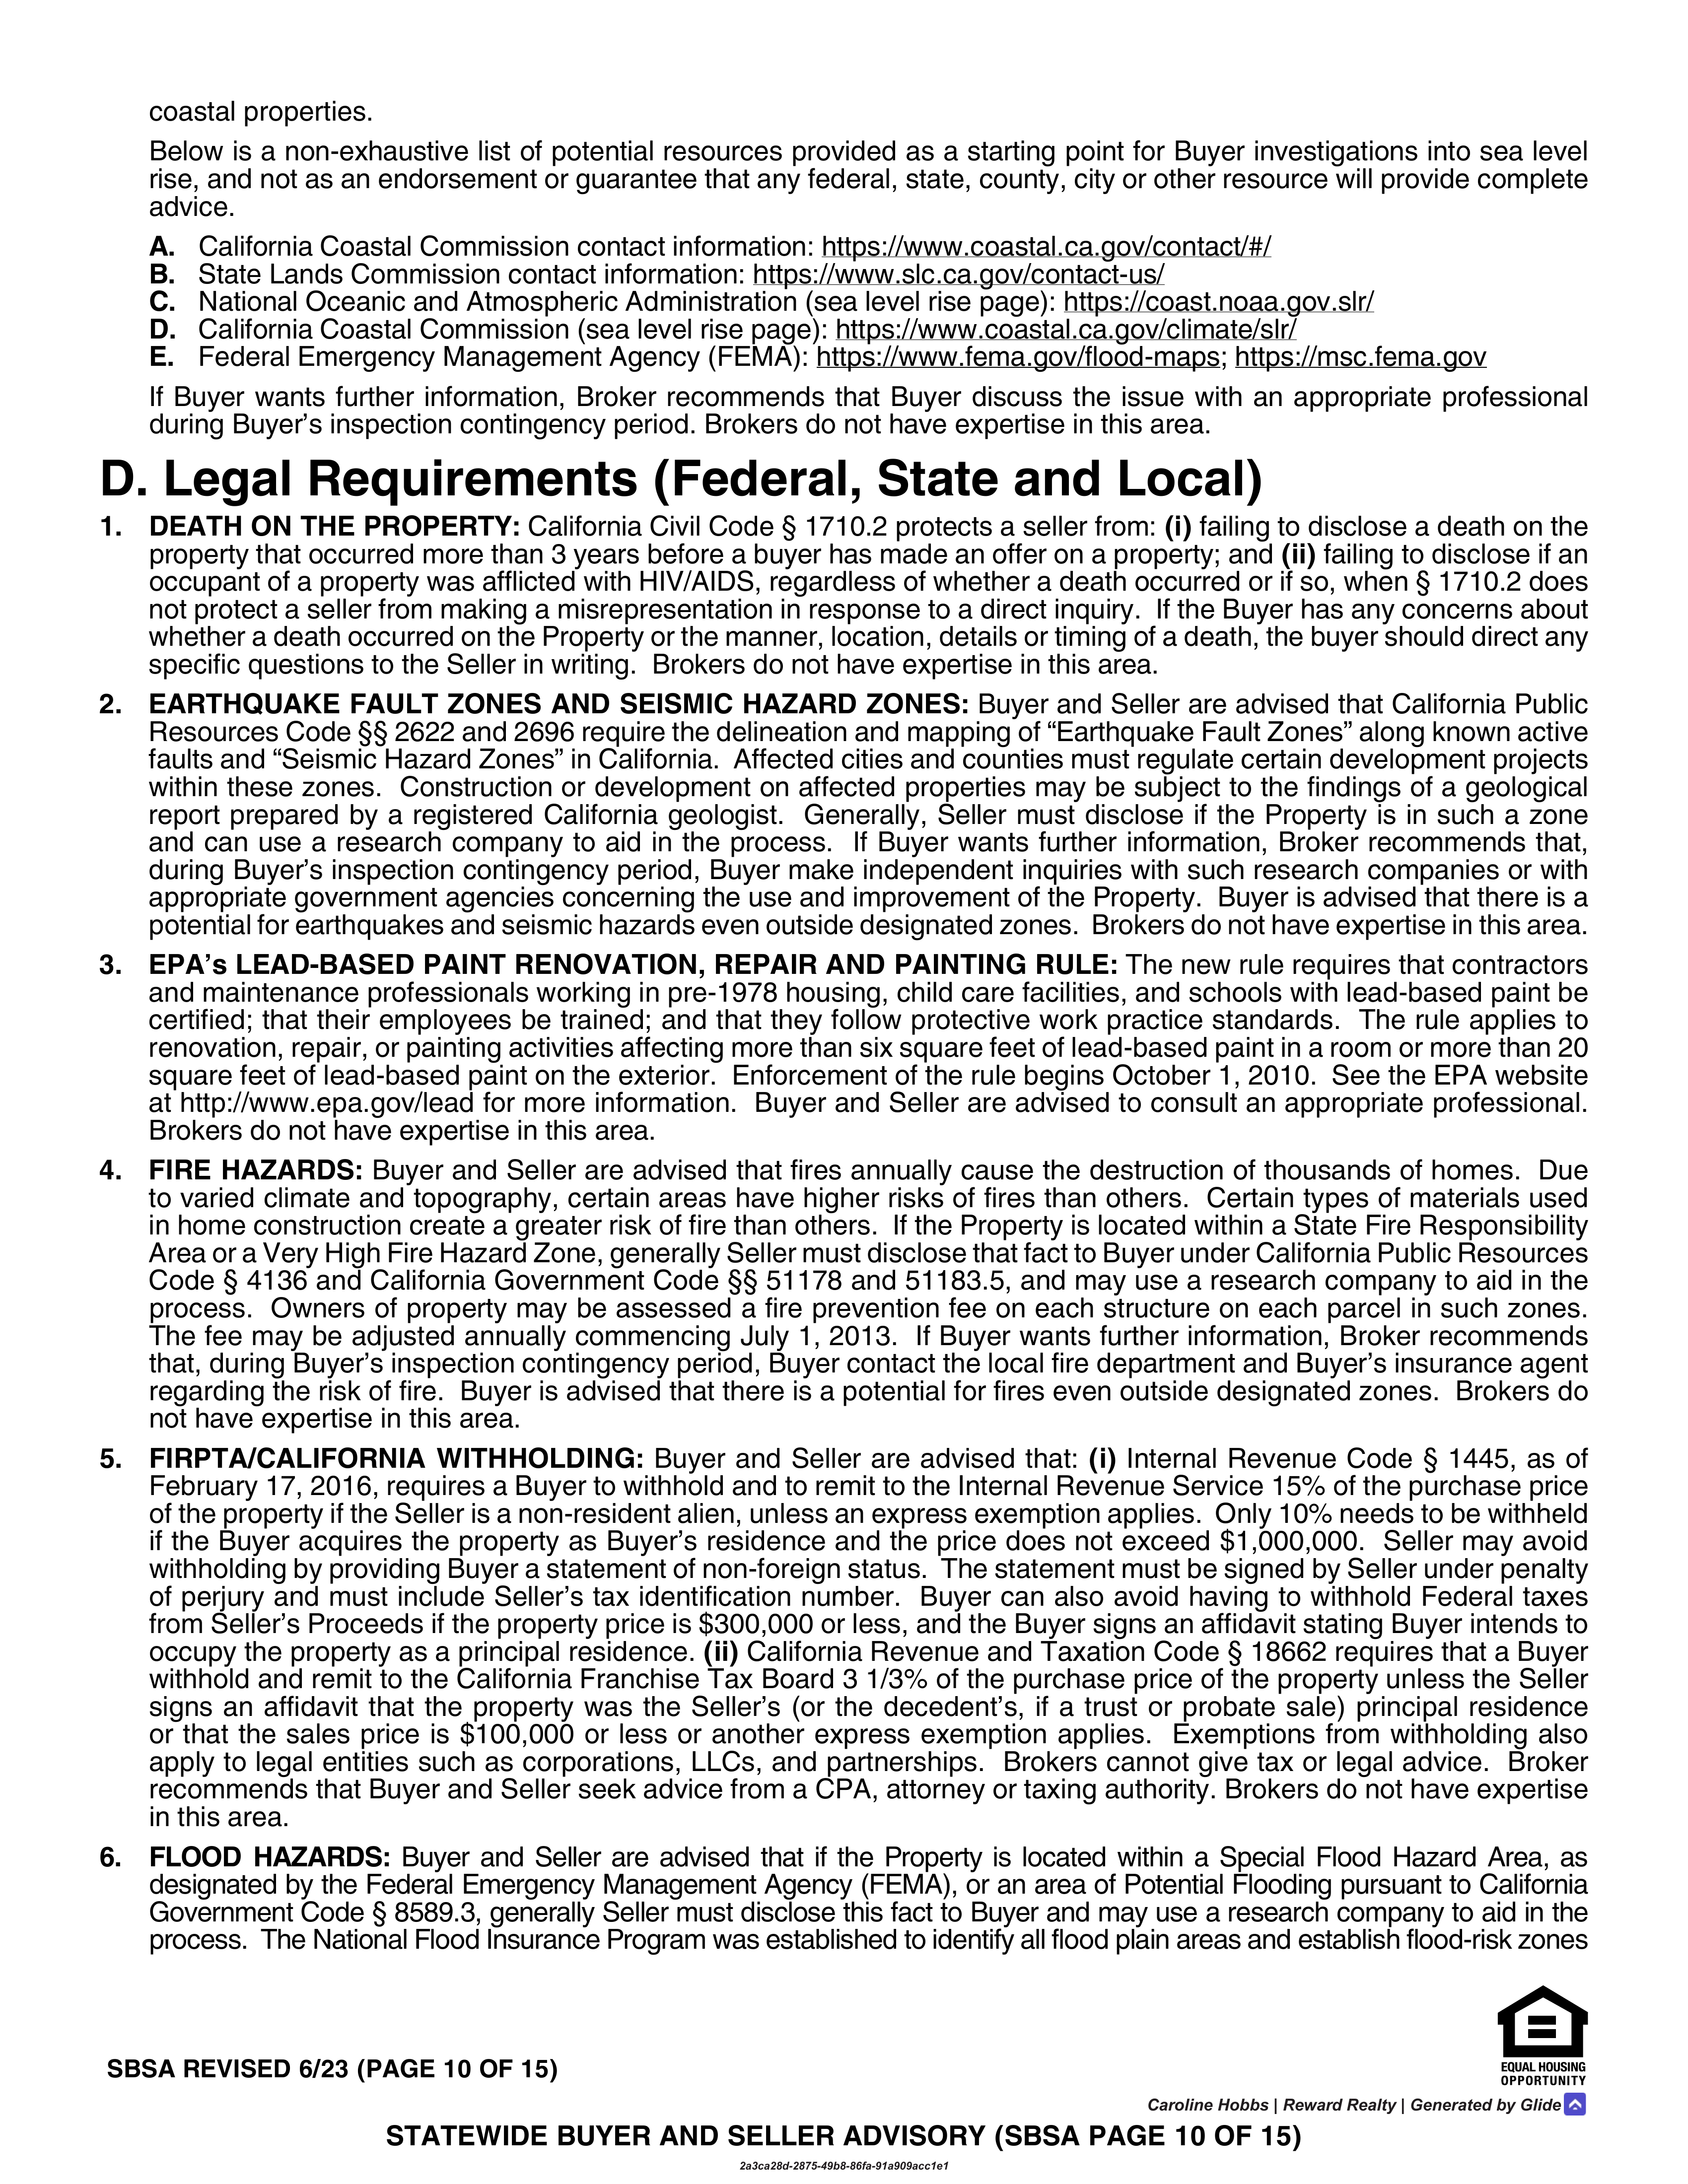 coastal properties.
Below is a non-exhaustive list of potential resources provided as a starting point for Buyer investigations into sea level
rise, and not as an endorsement or guarantee that any federal, state, county, city or other resource will provide complete
advice.
A. California Coastal Commission contact information: https://www.coastal.ca.gov/contact/#/
B. State Lands Commission contact information: https://www.slc.ca.gov/contact-us/
C. National Oceanic and Atmospheric Administration (sea level rise page): https://coast.noaa.gov.slr/
D. California Coastal Commission (sea level rise page): https://www.coastal.ca.gov/climate/slr/
E. Federal Emergency Management Agency (FEMA): https://www.fema.gov/flood-maps; https://msc.fema.gov
If Buyer wants further information, Broker recommends that Buyer discuss the issue with an appropriate professional
during Buyer’s inspection contingency period. Brokers do not have expertise in this area.
D. Legal Requirements (Federal, State and Local)
1. DEATH ON THE PROPERTY: California Civil Code § 1710.2 protects a seller from: (i) failing to disclose a death on the
property that occurred more than 3 years before a buyer has made an offer on a property; and (ii) failing to disclose if an
occupant of a property was afflicted with HIV/AIDS, regardless of whether a death occurred or if so, when § 1710.2 does
not protect a seller from making a misrepresentation in response to a direct inquiry. If the Buyer has any concerns about
whether a death occurred on the Property or the manner, location, details or timing of a death, the buyer should direct any
specific questions to the Seller in writing. Brokers do not have expertise in this area.
2. EARTHQUAKE FAULT ZONES AND SEISMIC HAZARD ZONES: Buyer and Seller are advised that California Public
Resources Code §§ 2622 and 2696 require the delineation and mapping of “Earthquake Fault Zones” along known active
faults and “Seismic Hazard Zones” in California. Affected cities and counties must regulate certain development projects
within these zones. Construction or development on affected properties may be subject to the findings of a geological
report prepared by a registered California geologist. Generally, Seller must disclose if the Property is in such a zone
and can use a research company to aid in the process. If Buyer wants further information, Broker recommends that,
during Buyer’s inspection contingency period, Buyer make independent inquiries with such research companies or with
appropriate government agencies concerning the use and improvement of the Property. Buyer is advised that there is a
potential for earthquakes and seismic hazards even outside designated zones. Brokers do not have expertise in this area.
3. EPA’s LEAD-BASED PAINT RENOVATION, REPAIR AND PAINTING RULE: The new rule requires that contractors
and maintenance professionals working in pre-1978 housing, child care facilities, and schools with lead-based paint be
certified; that their employees be trained; and that they follow protective work practice standards. The rule applies to
renovation, repair, or painting activities affecting more than six square feet of lead-based paint in a room or more than 20
square feet of lead-based paint on the exterior. Enforcement of the rule begins October 1, 2010. See the EPA website
at http://www.epa.gov/lead for more information. Buyer and Seller are advised to consult an appropriate professional.
Brokers do not have expertise in this area.
4. FIRE HAZARDS: Buyer and Seller are advised that fires annually cause the destruction of thousands of homes. Due
to varied climate and topography, certain areas have higher risks of fires than others. Certain types of materials used
in home construction create a greater risk of fire than others. If the Property is located within a State Fire Responsibility
Area or a Very High Fire Hazard Zone, generally Seller must disclose that fact to Buyer under California Public Resources
Code § 4136 and California Government Code §§ 51178 and 51183.5, and may use a research company to aid in the
process. Owners of property may be assessed a fire prevention fee on each structure on each parcel in such zones.
The fee may be adjusted annually commencing July 1, 2013. If Buyer wants further information, Broker recommends
that, during Buyer’s inspection contingency period, Buyer contact the local fire department and Buyer’s insurance agent
regarding the risk of fire. Buyer is advised that there is a potential for fires even outside designated zones. Brokers do
not have expertise in this area.
5. FIRPTA/CALIFORNIA WITHHOLDING: Buyer and Seller are advised that: (i) Internal Revenue Code § 1445, as of
February 17, 2016, requires a Buyer to withhold and to remit to the Internal Revenue Service 15% of the purchase price
of the property if the Seller is a non-resident alien, unless an express exemption applies. Only 10% needs to be withheld
if the Buyer acquires the property as Buyer’s residence and the price does not exceed $1,000,000. Seller may avoid
withholding by providing Buyer a statement of non-foreign status. The statement must be signed by Seller under penalty
of perjury and must include Seller’s tax identification number. Buyer can also avoid having to withhold Federal taxes
from Seller’s Proceeds if the property price is $300,000 or less, and the Buyer signs an affidavit stating Buyer intends to
occupy the property as a principal residence. (ii) California Revenue and Taxation Code § 18662 requires that a Buyer
withhold and remit to the California Franchise Tax Board 3 1/3% of the purchase price of the property unless the Seller
signs an affidavit that the property was the Seller’s (or the decedent’s, if a trust or probate sale) principal residence
or that the sales price is $100,000 or less or another express exemption applies. Exemptions from withholding also
apply to legal entities such as corporations, LLCs, and partnerships. Brokers cannot give tax or legal advice. Broker
recommends that Buyer and Seller seek advice from a CPA, attorney or taxing authority. Brokers do not have expertise
in this area.
6. FLOOD HAZARDS: Buyer and Seller are advised that if the Property is located within a Special Flood Hazard Area, as
designated by the Federal Emergency Management Agency (FEMA), or an area of Potential Flooding pursuant to California
Government Code § 8589.3, generally Seller must disclose this fact to Buyer and may use a research company to aid in the
process. The National Flood Insurance Program was established to identify all flood plain areas and establish flood-risk zones
SBSA REVISED 6/23 (PAGE 10 OF 15)
EQUAL HOUSING
OPPORTUNITY
Caroline Hobbs | Reward Realty | Generated by Glide
STATEWIDE BUYER AND SELLER ADVISORY (SBSA PAGE 10 OF 15)
2a3ca28d-2875-49b8-86fa-91a909acc1e1